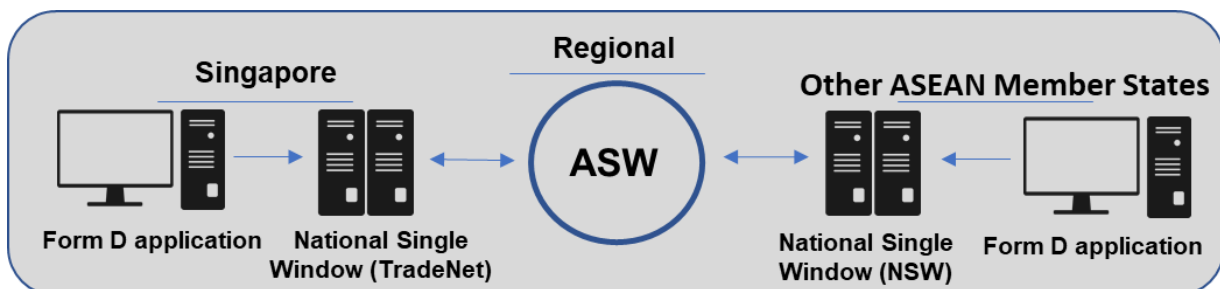 Singapore
Regional
Other ASEAN Member States
ASW
Form D application
National Single
Window (TradeNet)
National Single
Window (NSW)
Form D application